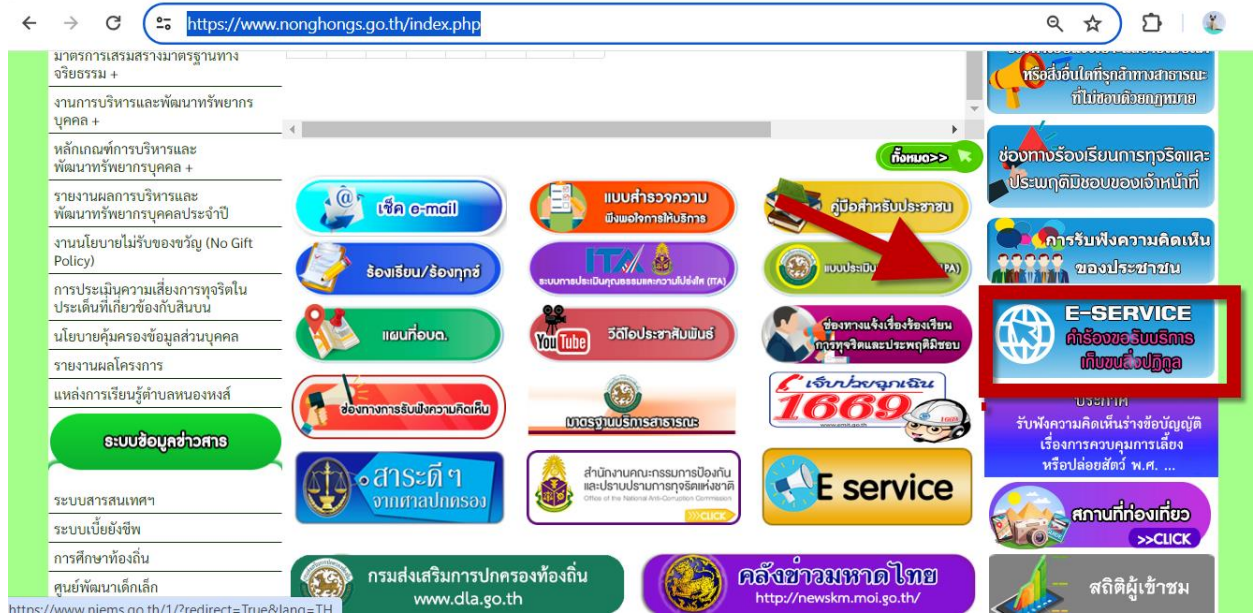 https://www.nonghongs.go.th/index.php
มาตรการเสริมสร้างมาตรฐานทาง
จริยธรรม +
งานการบริหารและพัฒนาทรัพยากร
บุคคล +
หลักเกณฑ์การบริหารและ
พัฒนาทรัพยากรบุคคล +
รายงานผลการบริหารและ
พัฒนาทรัพยากรบุคคลประจำปี
งานนโยบายไม่รับของขวัญ (No Gift
Policy)
การประเมินความเสี่ยงการทุจริตใน
ประเด็นที่เกี่ยวข้องกับสินบน
นโยบายคุ้มครองข้อมูลส่วนบุคคล
รายงานผลโครงการ
แหล่งการเรียนรู้ตำบลหนองหงส์
ระบบข้อมูลข่าวสาร
ระบบสารสนเทศฯ
ระบบเบี้ยยังชีพ
การศึกษาท้องถิ่น
ศูนย์พัฒนาเด็กเล็ก
https://www.niems.go.th/1/?redirect=True&lang=TH
ทั้งหมด>>
เช็ค e-mail
แบบสำรวจความ
พึงพอใจการให้บริการ
คู่มือสำหรับประชาชน
ร้องเรียน/ร้องทุกข์
ITA
ระบบการประเมินคุณธรรมและความโปร่งใส (ITA)
แบบประเมิน PA)
แผนที่อบต.
You Tube
วีดีโอประชาสัมพันธ์
ช่องทางแจ้งเรื่องร้องเรียน
การทุจริตและประพฤติมิชอบ
ช่องทางการรับฟังความคิดเห็น
มาตรฐานบริการสาธารณะ
เจ็บป่วยฉุกเฉิน
1669
1669
www.emit.go.th
สาระดี ๆ
จากศาลปกครอง
สำนักงานคณะกรรมการป้องกัน
และปราบปรามการทุจริตแห่งชาติ
Office of the National Anti-Corruption Commission
CLICK
E service
กรมส่งเสริมการปกครองท้องถิ่น
www.dla.go.th
คลังข่าวมหาดไทย
http://newskm.moi.go.th/
หรือสิ่งอื่นใดที่รุกล้ำทางสาธารณะ
ที่ไม่ชอบด้วยกฎหมาย
ช่องทางร้องเรียนการทุจริตและ
ประพฤติมิชอบของเจ้าหน้าที่
การรับฟังความคิดเห็น
ของประชาชน
E-SERVICE
คำร้องขอรับบริการ
เก็บขนสิ่งปฏิกูล
ประกาศ
รับฟังความคิดเห็นร่างข้อบัญญัติ
เรื่องการควบคุมการเลี้ยง
หรือปล่อยสัตว์ พ.ศ. ...
สถานที่ท่องเที่ยว
>>CLICK
สถิติผู้เข้าชม